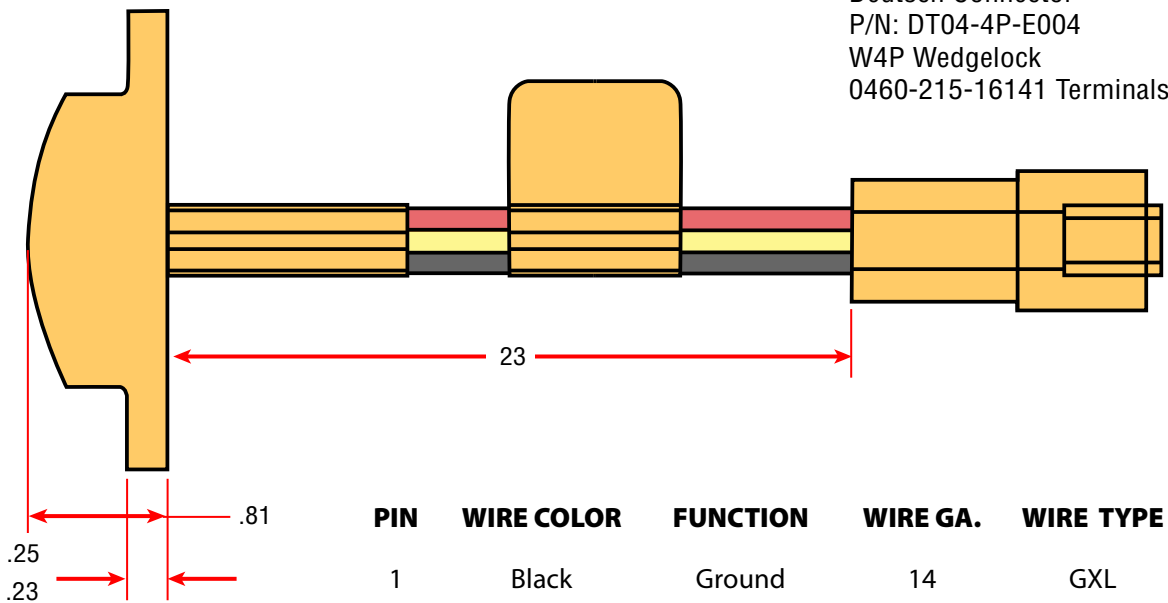 P/N: DT04-4P-E004
W4P Wedgelock
0460-215-16141 Terminals
23
.81
.25
.23
PIN WIRE COLOR FUNCTION WIRE GA. WIRE TYPE
1 Black Ground 14 GXL